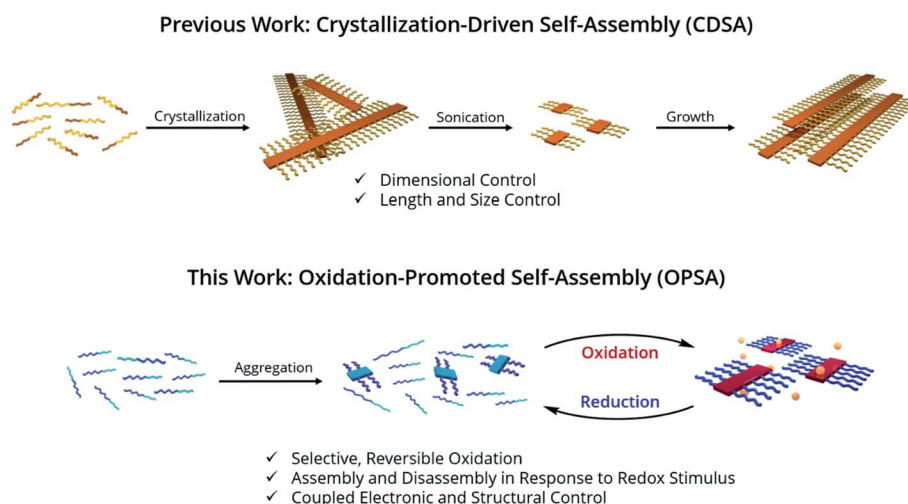 Previous Work: Crystallization-Driven Self-Assembly (CDSA)
Crystallization
Sonication
Growth
✓ Dimensional Control
✓ Length and Size Control
This Work: Oxidation-Promoted Self-Assembly (OPSA)
Aggregation
Oxidation
Reduction
✓ Selective, Reversible Oxidation
✓ Assembly and Disassembly in Response to Redox Stimulus
✓ Coupled Electronic and Structural Control